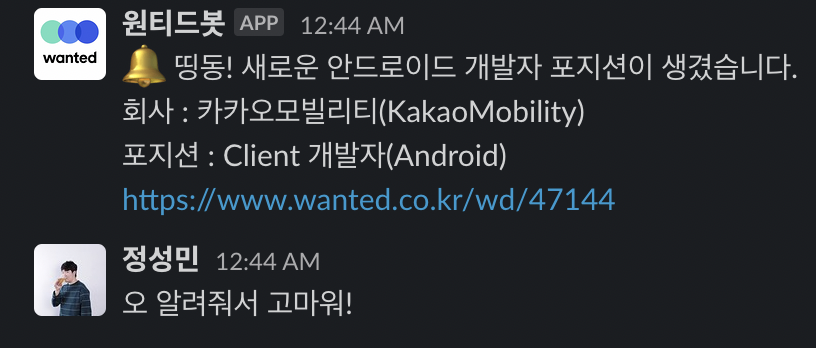 wanted
원티드봇 APP 12:44 AM
띵동! 새로운 안드로이드 개발자 포지션이 생겼습니다.
회사 : 카카오모빌리티(KakaoMobility)
포지션 : Client 개발자(Android)
https://www.wanted.co.kr/wd/47144
정성민 12:44 AM
오 알려줘서 고마워!